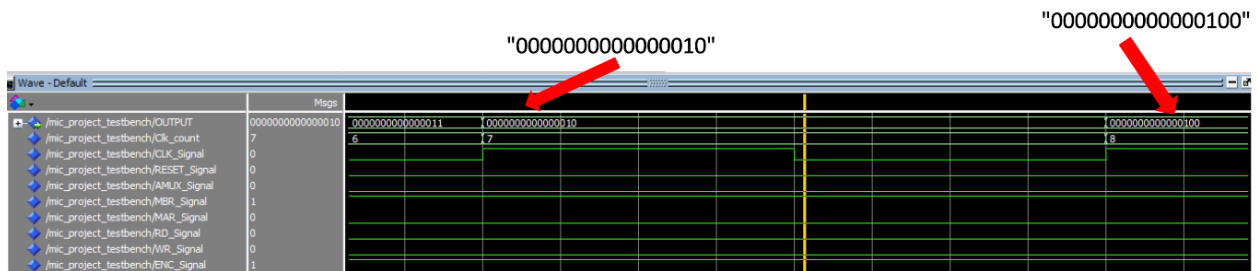 "0000000000000100"
"0000000000000010"
Wave - Default
Msgs
/mic_project_testbench/OUTPUT 0000000000000010 0000000000000011 0000000000000010 0000000000000100
/mic_project_testbench/Clk_count 7 6 7 8
/mic_project_testbench/CLK_Signal 0
/mic_project_testbench/RESET_Signal 0
/mic_project_testbench/AMUX_Signal 0
/mic_project_testbench/MBR_Signal 1
/mic_project_testbench/MAR_Signal 0
/mic_project_testbench/RD_Signal 0
/mic_project_testbench/WR_Signal 0
/mic_project_testbench/ENC_Signal 1